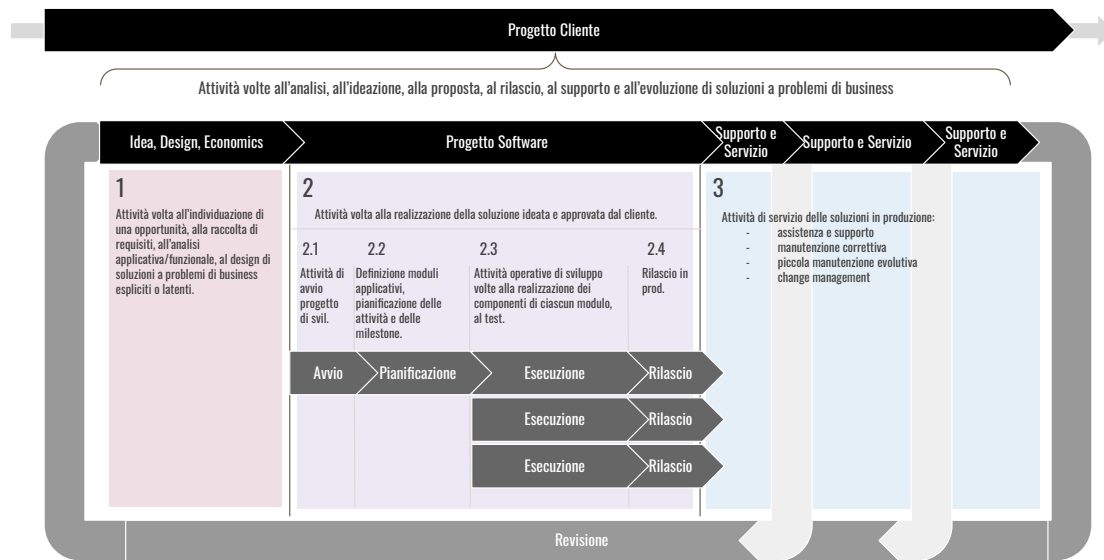 Progetto Cliente
Attività volte all'analisi, all'ideazione, alla proposta, al rilascio, al supporto e all'evoluzione di soluzioni a problemi di business
Idea, Design, Economics
Progetto Software
Supporto e
Servizio
Supporto e Servizio
Supporto e
Servizio
1
Attività volta all'individuazione di
una opportunità, alla raccolta di
requisiti, all'analisi
applicativa/funzionale, al design di
soluzioni a problemi di business
espliciti o latenti.
2
Attività volta alla realizzazione della soluzione ideata e approvata dal cliente.
2.1
Attività di
avvio
progetto
di svil.
2.2
Definizione moduli
applicativi,
pianificazione delle
attività e delle
milestone.
2.3
Attività operative di sviluppo
volte alla realizzazione dei
componenti di ciascun modulo,
al test.
2.4
Rilascio in
prod.
3
Attività di servizio delle soluzioni in produzione:
- assistenza e supporto
- manutenzione correttiva
- piccola manutenzione evolutiva
- change management
Avvio
Pianificazione
Esecuzione
Rilascio
Esecuzione
Rilascio
Esecuzione
Rilascio
Revisione